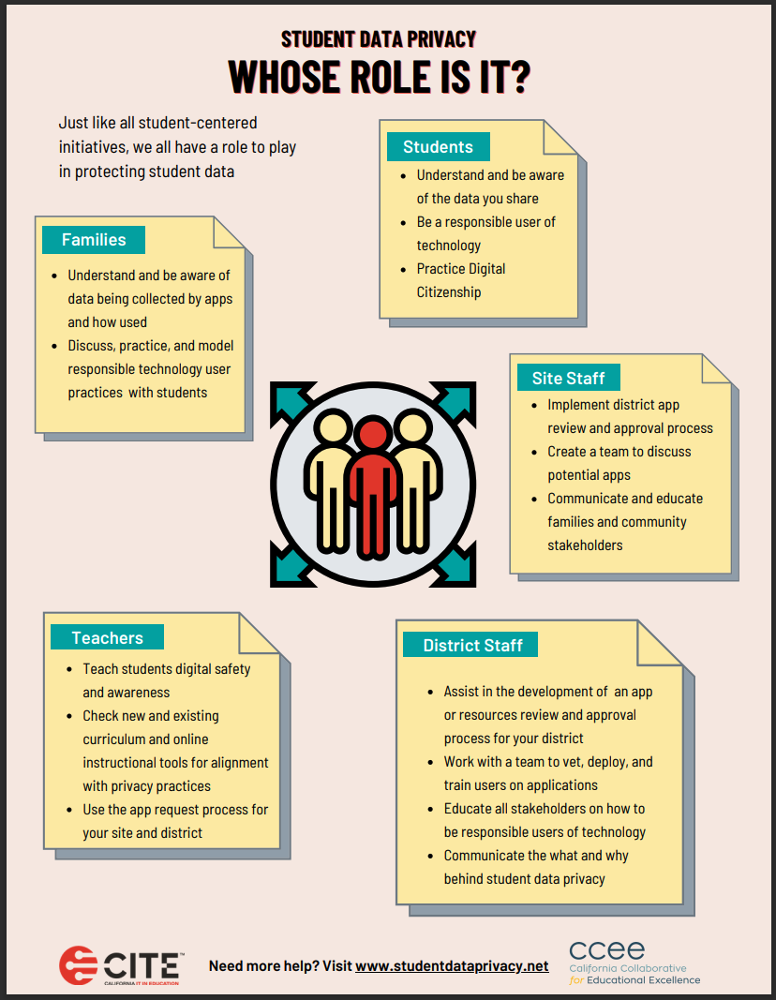 STUDENT DATA PRIVACY
WHOSE ROLE IS IT?
Just like all student-centered
initiatives, we all have a role to play
in protecting student data
Students
• Understand and be aware
of the data you share
• Be a responsible user of
technology
• Practice Digital
Citizenship
Families
• Understand and be aware of
data being collected by apps
and how used
• Discuss, practice, and model
responsible technology user
practices with students
Site Staff
• Implement district app
review and approval process
• Create a team to discuss
potential apps
• Communicate and educate
families and community
stakeholders
Teachers
• Teach students digital safety
and awareness
• Check new and existing
curriculum and online
instructional tools for alignment
with privacy practices
• Use the app request process for
your site and district
District Staff
• Assist in the development of an app
or resources review and approval
process for your district
• Work with a team to vet, deploy, and
train users on applications
• Educate all stakeholders on how to
be responsible users of technology
• Communicate the what and why
behind student data privacy
CITE™
CALIFORNIA IT IN EDUCATION
Need more help? Visit www.studentdataprivacy.net
ccee
California Collaborative
for Educational Excellence